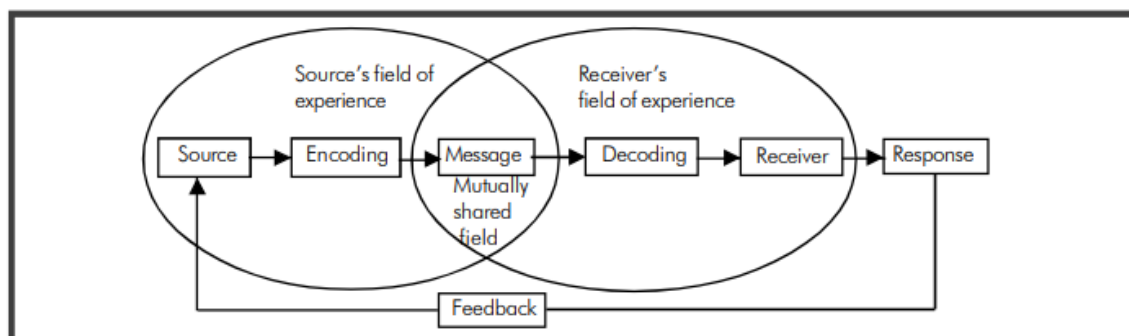 Source's field of
experience
Receiver's
field of experience
Source
Encoding
Message
Decoding
Receiver
Response
Mutually
shared
field
Feedback